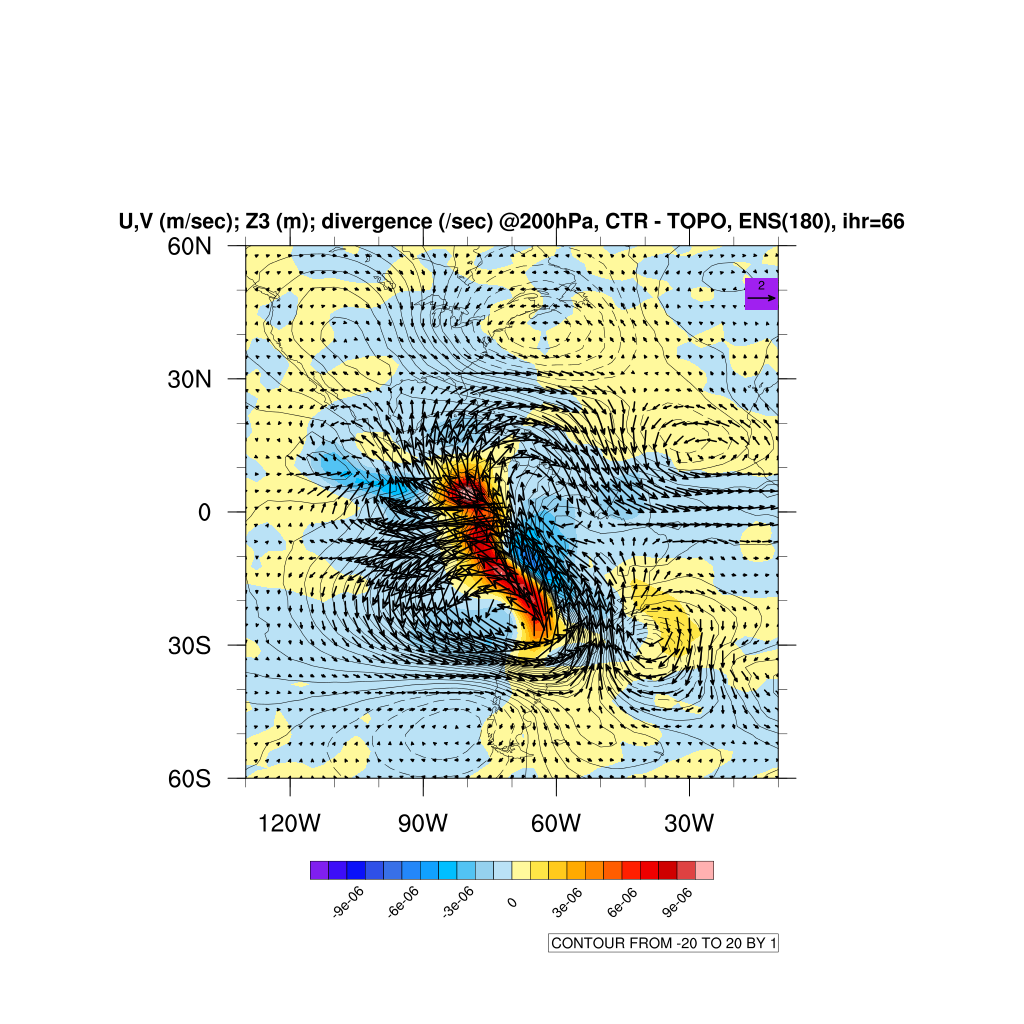 U,V (m/sec); Z3 (m); divergence (/sec) @200hPa, CTR - TOPO, ENS(180), ihr=66
60N
2
30N
0
30S
60S
120W 90W 60W 30W
-9e-06 -6e-06 -3e-06 0 3e-06 6e-06 9e-06
CONTOUR FROM -20 TO 20 BY 1